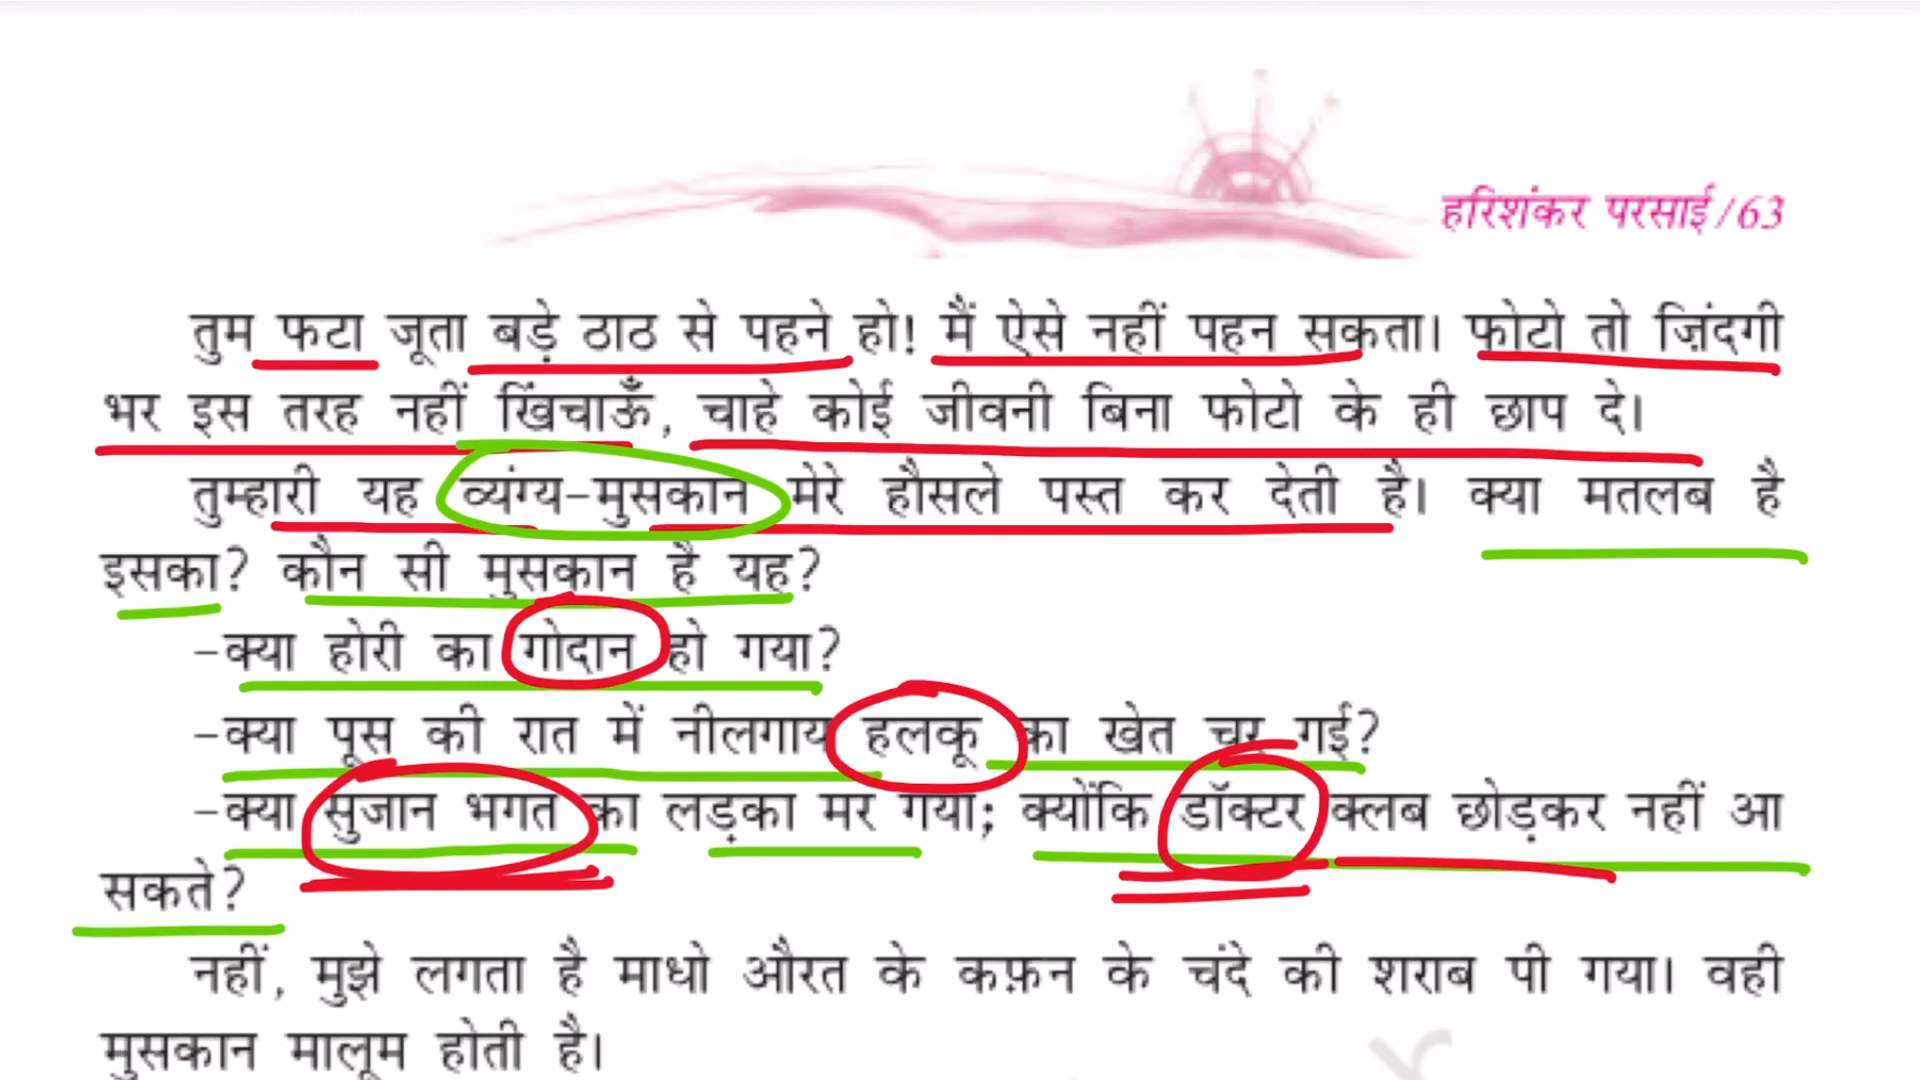 हरिशंकर परसाई/63
तुम फटा जूता बड़े ठाठ से पहने हो! मैं ऐसे नहीं पहन सकता। फोटो तो ज़िंदगी
भर इस तरह नहीं खिंचाऊँ, चाहे कोई जीवनी बिना फोटो के ही छाप दे।
तुम्हारी यह व्यंग्य-मुसकान मेरे हौसले पस्त कर देती है। क्या मतलब है
इसका? कौन सी मुसकान है यह?
-क्या होरी का गोदान हो गया?
-क्या पूस की रात में नीलगाय हलकू का खेत चर गई?
-क्या सुजान भगत का लड़का मर गया; क्योंकि डॉक्टर क्लब छोड़कर नहीं आ
सकते?
नहीं, मुझे लगता है माधो औरत के कफ़न के चंदे की शराब पी गया। वही
मुसकान मालूम होती है।